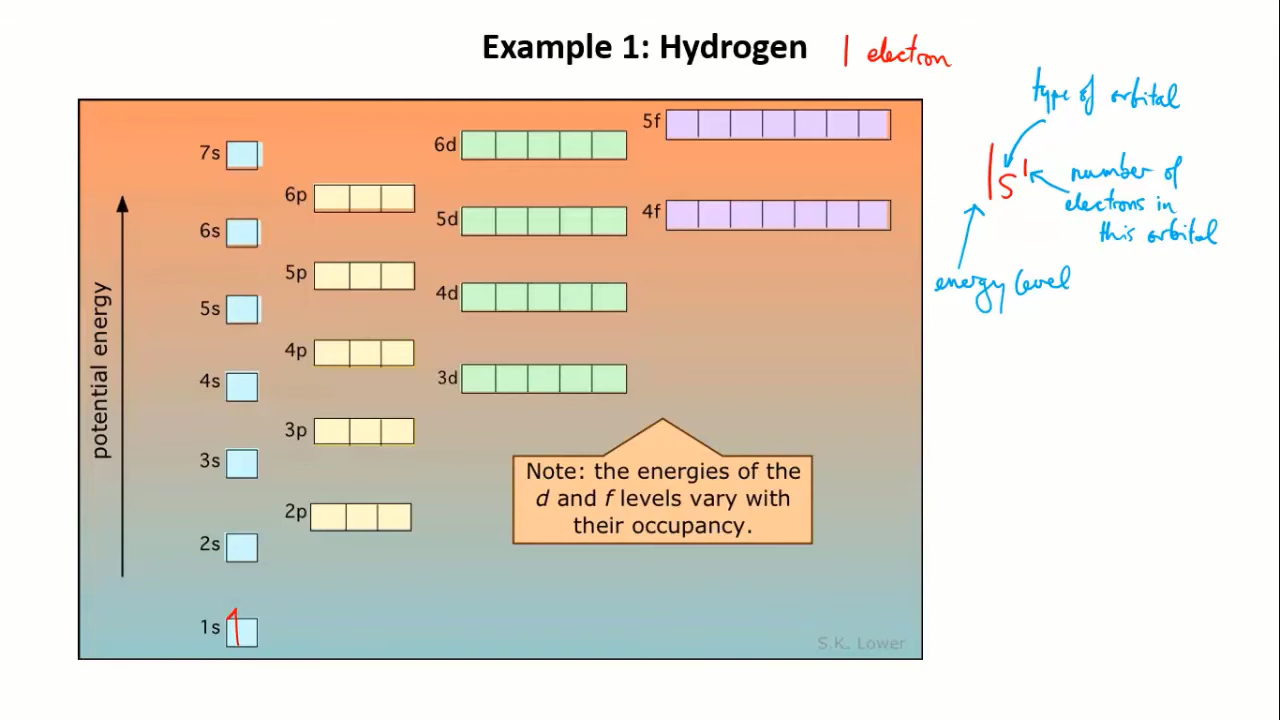 Example 1: Hydrogen
1 electron
type of orbital
1s¹
number of
electrons in
this orbital
energy level
potential energy
7s
6s
5s
4s
3s
2s
1s
6p
5p
4p
3p
2p
6d
5d
4d
3d
5f
4f
Note: the energies of the
d and f levels vary with
their occupancy.
S.K. Lower